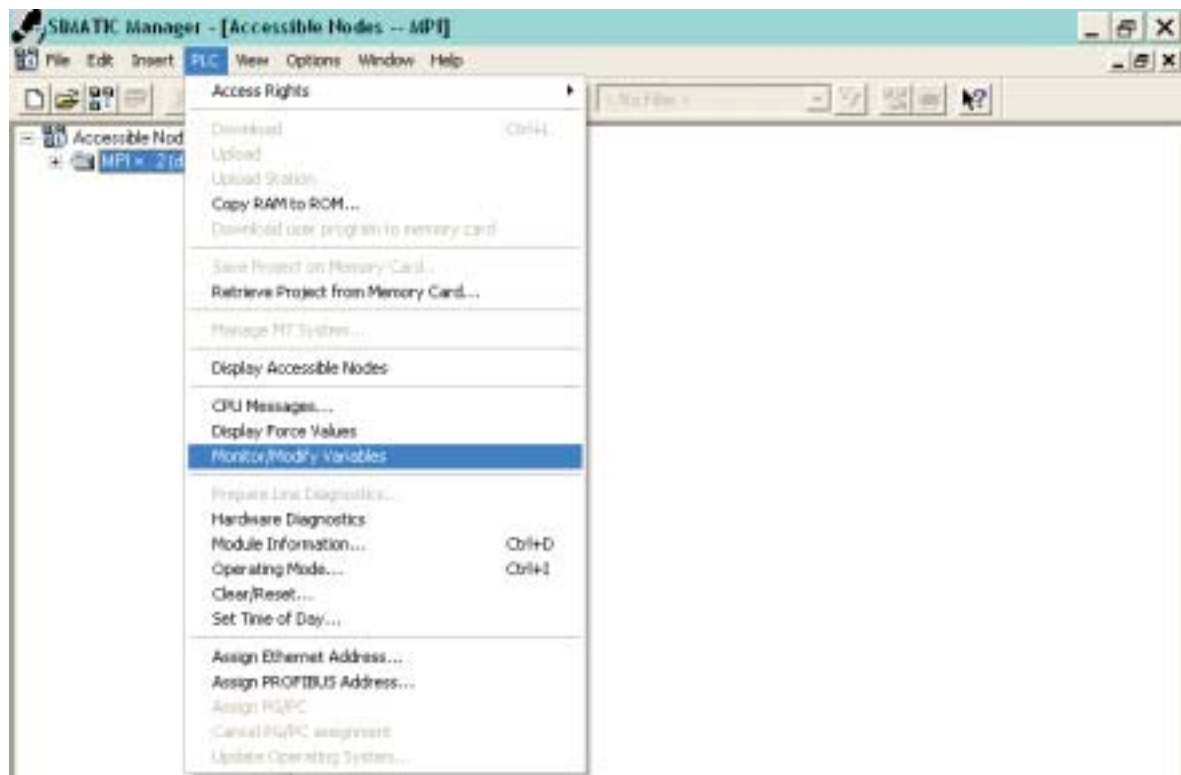 SIMATIC Manager - [Accessible Nodes -- MPI]
File Edit Insert PLC View Options Window Help
< No Filter >
Accessible Nod
MPI = 2 (d
Access Rights
Download Ctrl+L
Upload
Upload Station
Copy RAM to ROM...
Download user program to memory card
Save Project on Memory Card...
Retrieve Project from Memory Card...
Manage M7 System...
Display Accessible Nodes
CPU Messages...
Display Force Values
Monitor/Modify Variables
Prepare Line Diagnostics...
Hardware Diagnostics
Module Information... Ctrl+D
Operating Mode... Ctrl+I
Clear/Reset...
Set Time of Day...
Assign Ethernet Address...
Assign PROFIBUS Address...
Assign PG/PC
Cancel PG/PC assignment
Update Operating System...